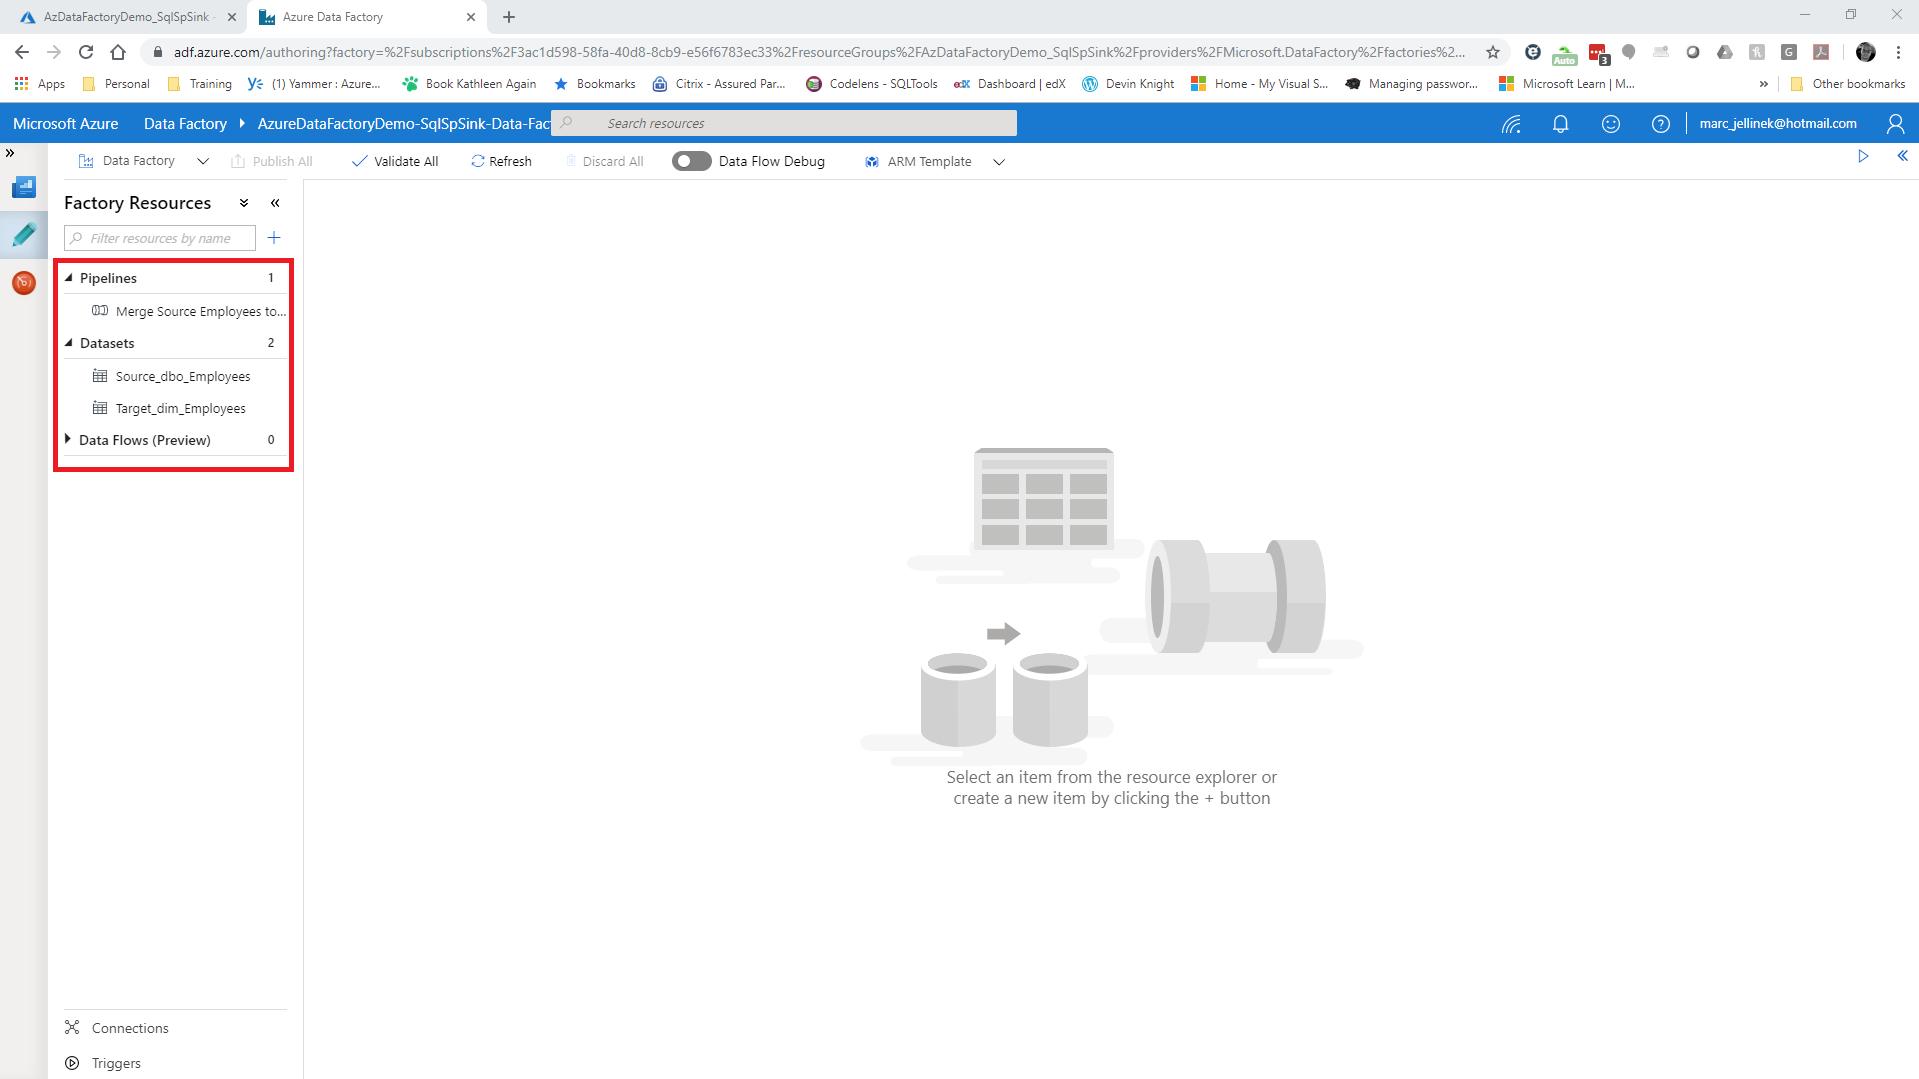 AzDataFactoryDemo_SqlSpSink -
Azure Data Factory
adf.azure.com/authoring?factory=%2Fsubscriptions%2F3ac1d598-58fa-40d8-8cb9-e56f6783ec33%2FresourceGroups%2FAzDataFactoryDemo_SqlSpSink%2Fproviders%2FMicrosoft.DataFactory%2Ffactories%2...
Auto
3
G
Apps
Personal
Training
(1) Yammer : Azure...
Book Kathleen Again
Bookmarks
Citrix - Assured Par...
Codelens - SQLTools
edX
Dashboard | edX
Devin Knight
Home - My Visual S...
Managing passwor...
Microsoft Learn | M...
»
Other bookmarks
Microsoft Azure
Data Factory
AzureDataFactoryDemo-SqlSpSink-Data-Fac
Search resources
marc_jellinek@hotmail.com
Data Factory
Publish All
Validate All
Refresh
Discard All
Data Flow Debug
ARM Template
Factory Resources
Filter resources by name
Pipelines 1
Merge Source Employees to...
Datasets 2
Source_dbo_Employees
Target_dim_Employees
Data Flows (Preview) 0
Select an item from the resource explorer or
create a new item by clicking the + button
Connections
Triggers